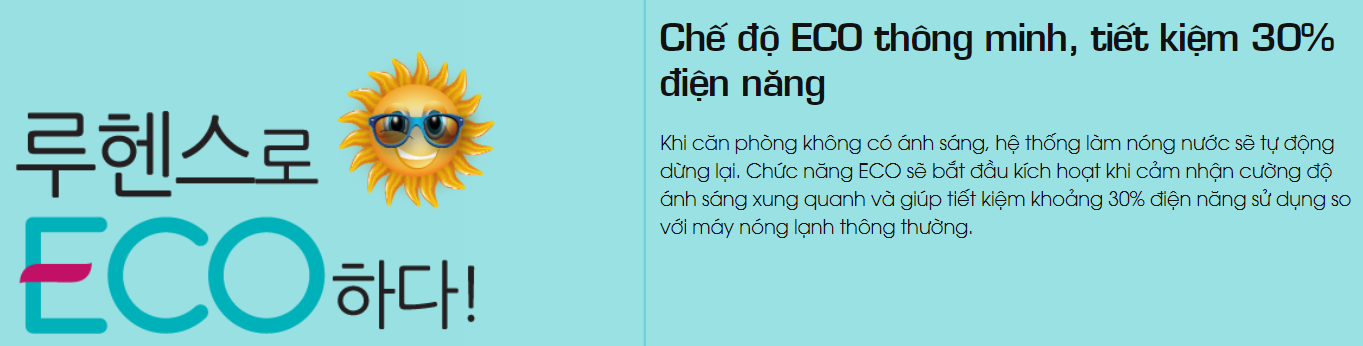 루헨스로
ECO하다!
Chế độ ECO thông minh, tiết kiệm 30%
điện năng
Khi căn phòng không có ánh sáng, hệ thống làm nóng nước sẽ tự động
dừng lại. Chức năng ECO sẽ bắt đầu kích hoạt khi cảm nhận cường độ
ánh sáng xung quanh và giúp tiết kiệm khoảng 30% điện năng sử dụng so
với máy nóng lạnh thông thường.